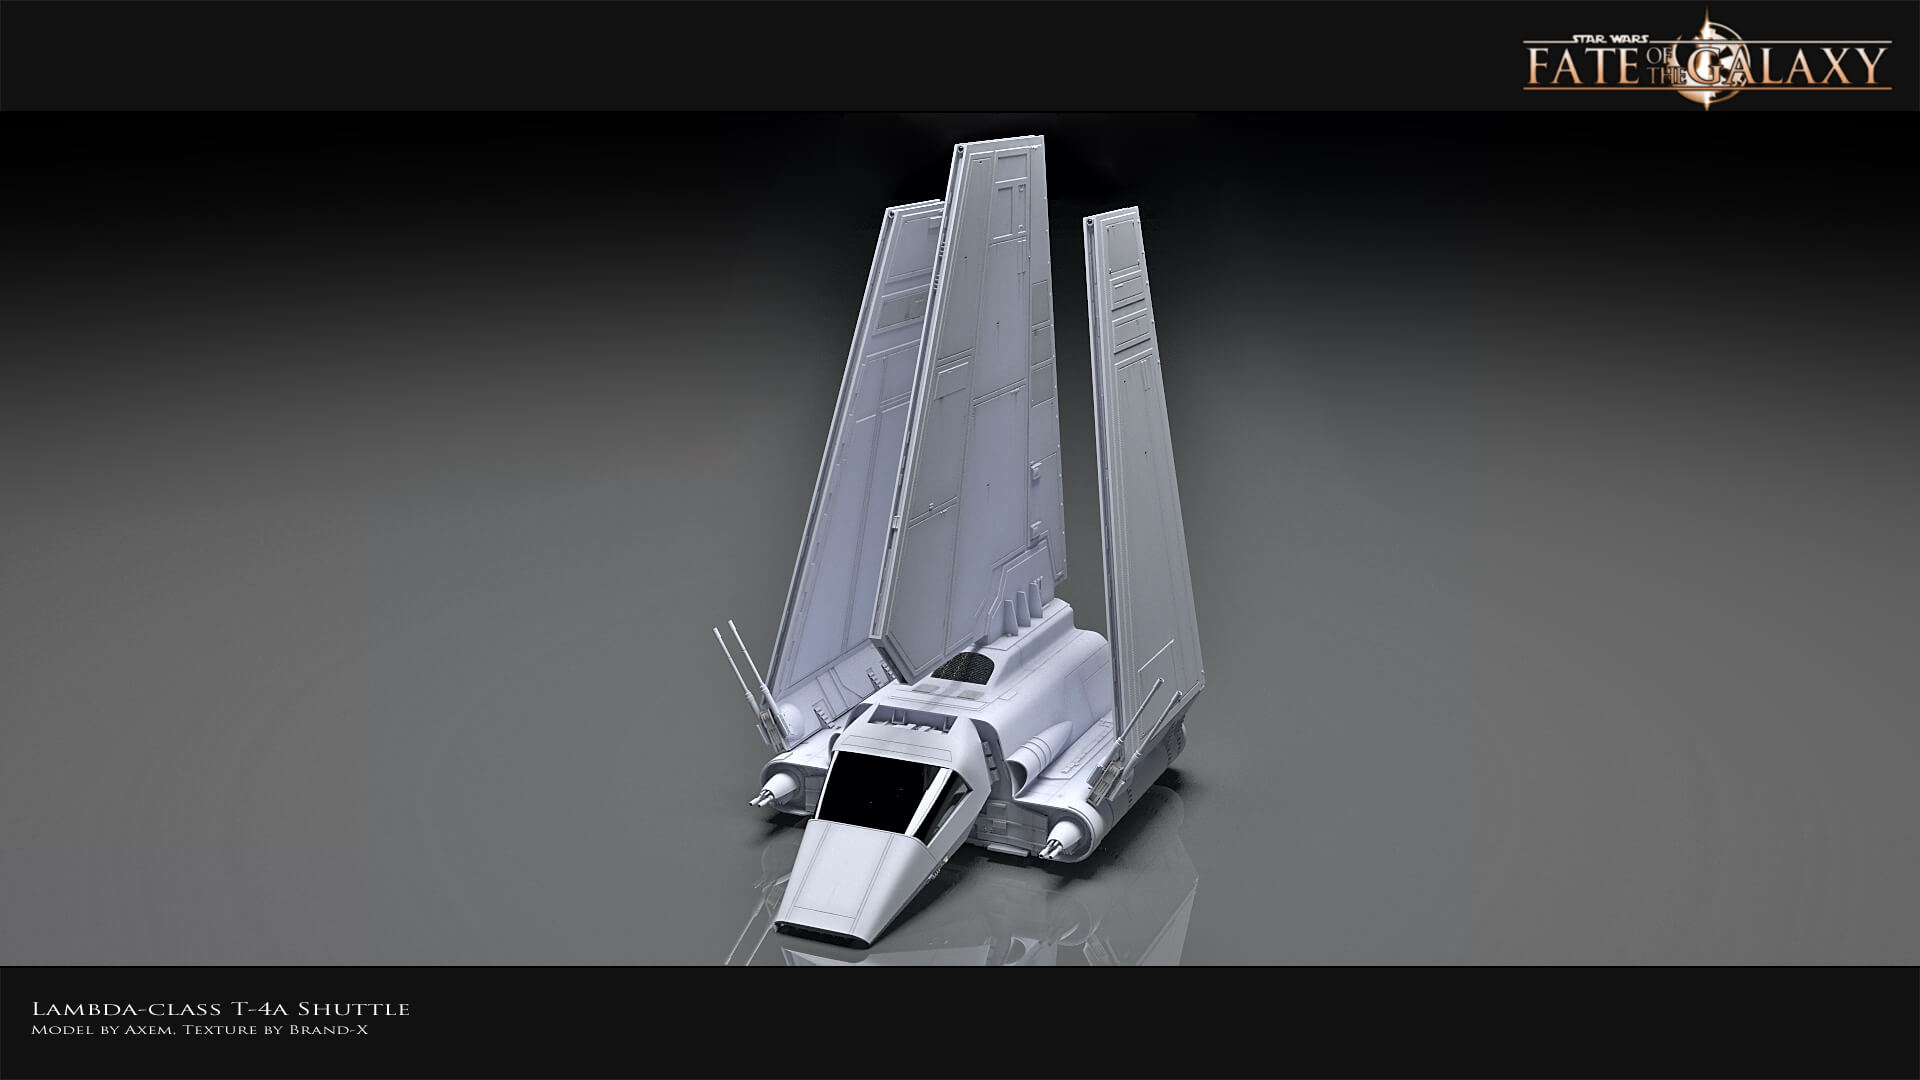 STAR WARS
FATE OF THE GALAXY
LAMBDA-CLASS T-4A SHUTTLE
MODEL BY AXEM, TEXTURE BY BRAND-X